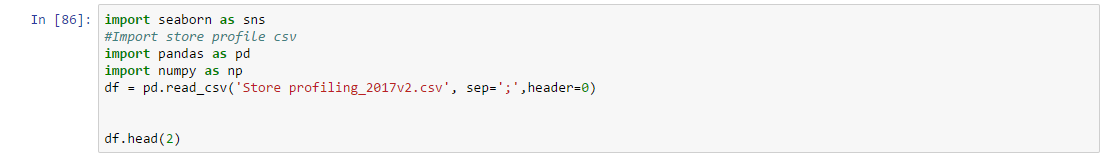 In [86]: import seaborn as sns
#Import store profile csv
import pandas as pd
import numpy as np
df = pd.read_csv('Store profiling_2017v2.csv', sep=';',header=0)
df.head(2)